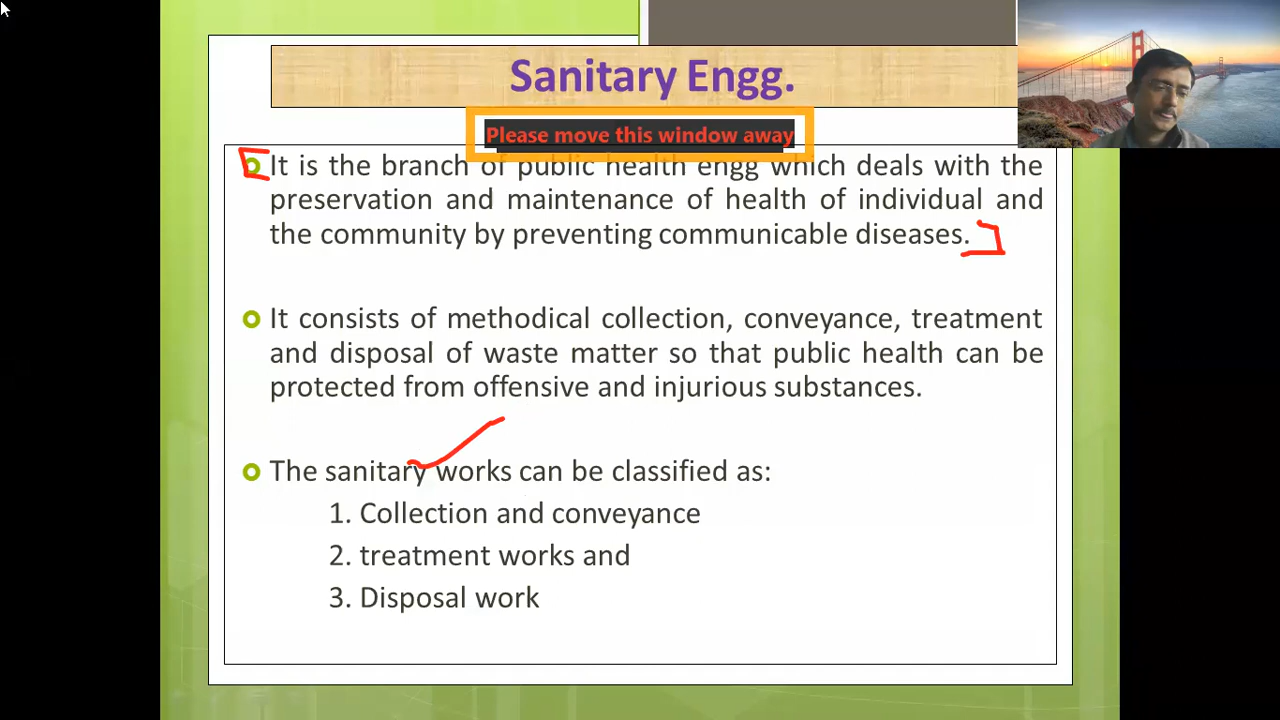 Sanitary Engg.
Please move this window away
It is the branch of public health engg which deals with the
preservation and maintenance of health of individual and
the community by preventing communicable diseases.
It consists of methodical collection, conveyance, treatment
and disposal of waste matter so that public health can be
protected from offensive and injurious substances.
The sanitary works can be classified as:
1. Collection and conveyance
2. treatment works and
3. Disposal work